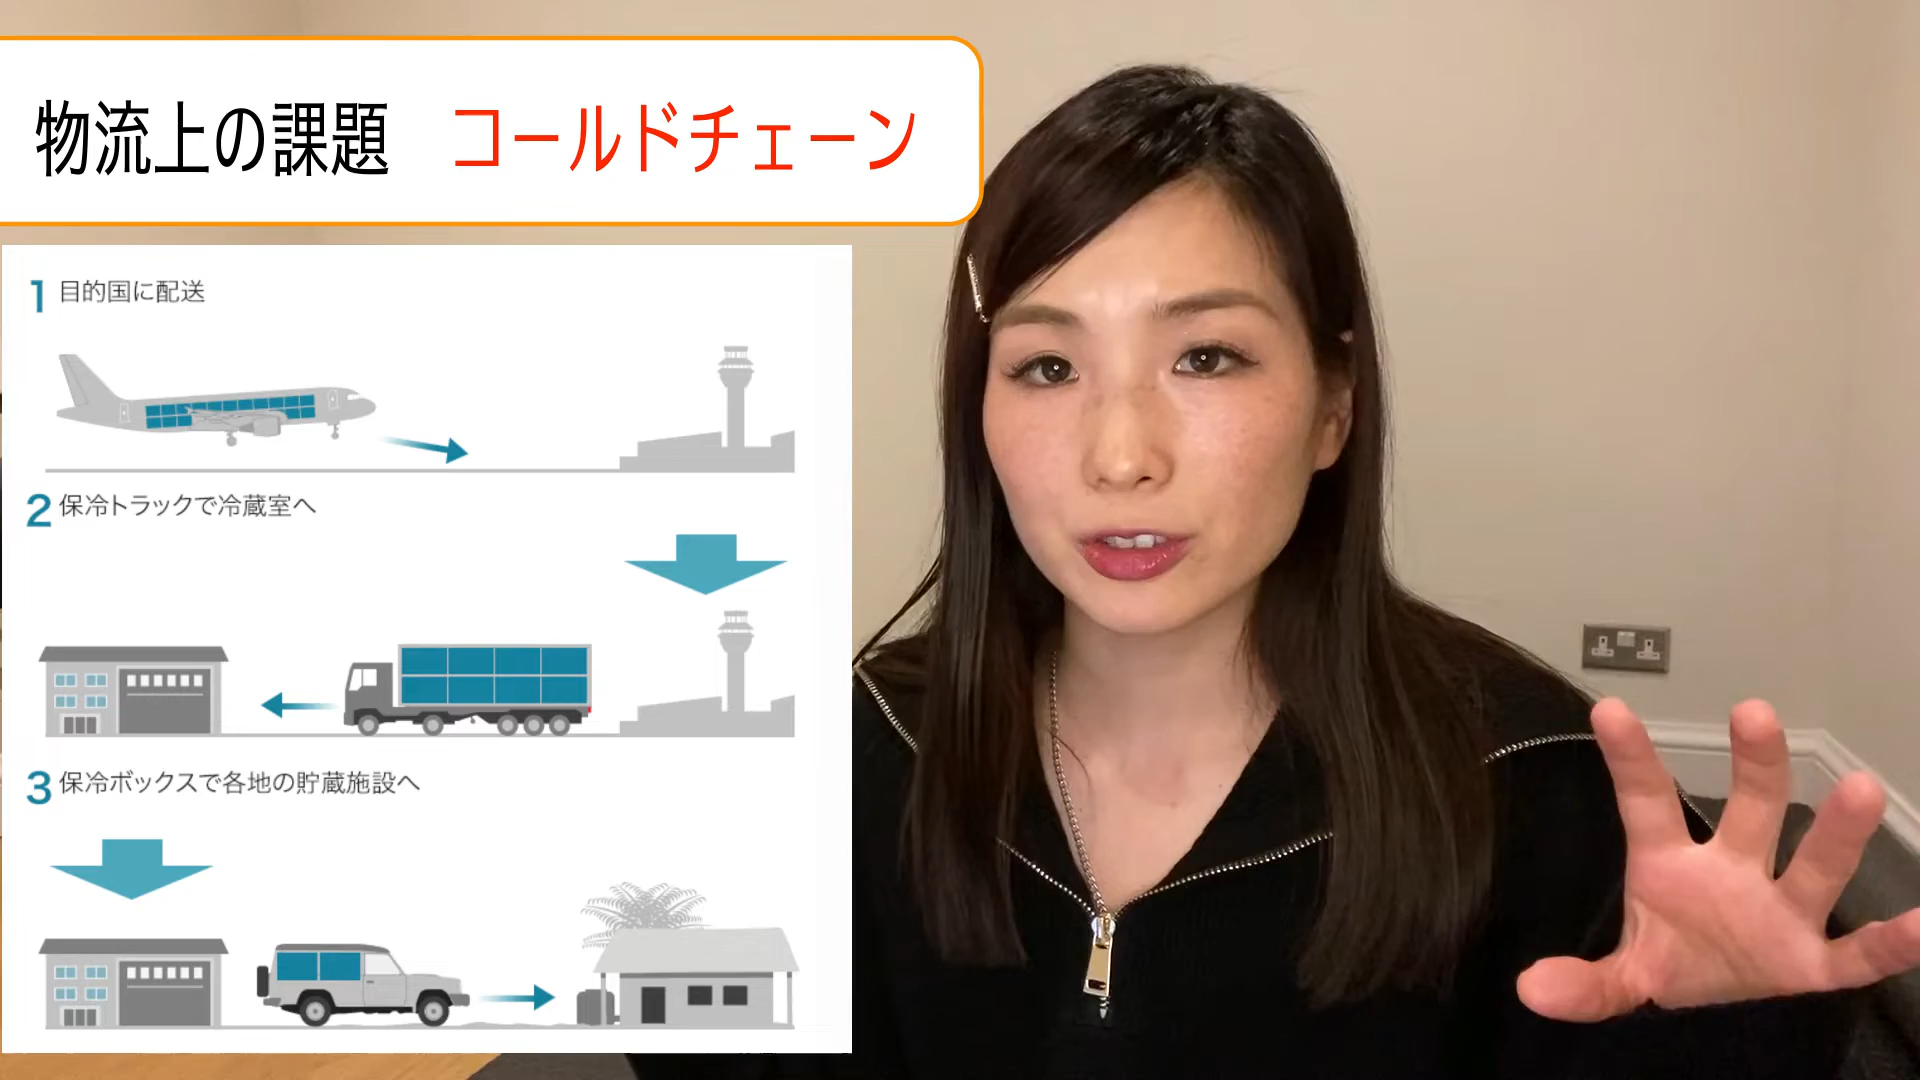 物流上の課題　コールドチェーン
1 目的国に配送
2 保冷トラックで冷蔵室へ
3 保冷ボックスで各地の貯蔵施設へ